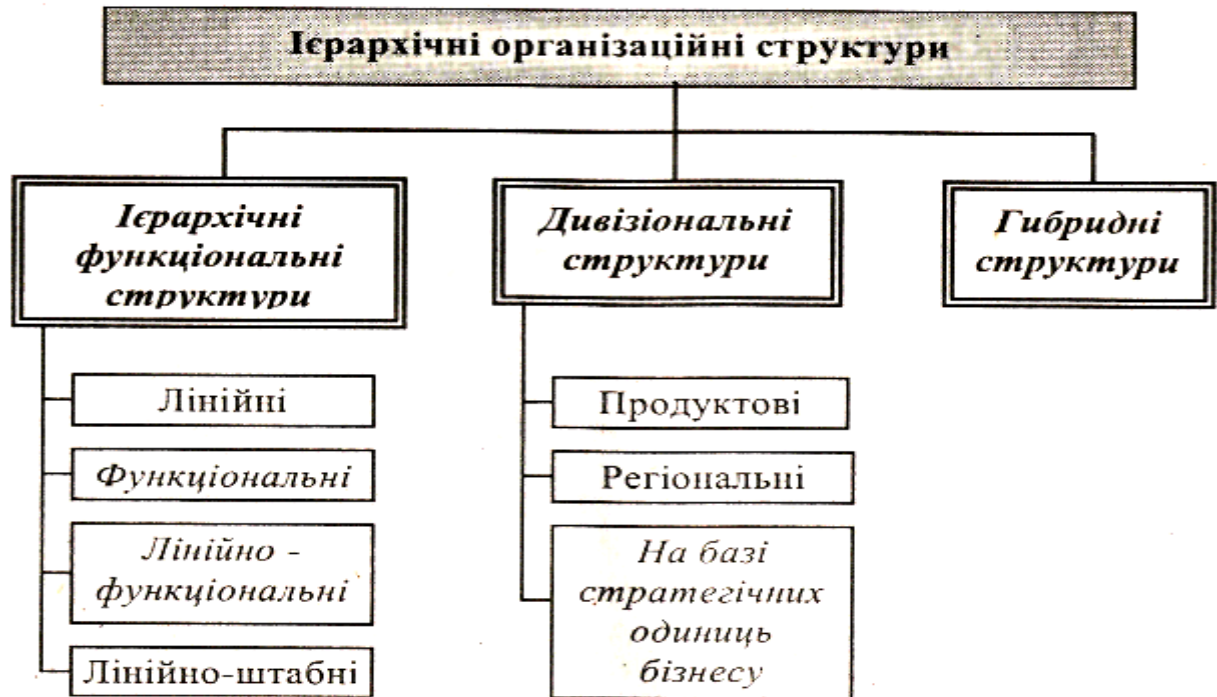 Ієрархічні організаційні структури
Ієрархічні
функціональні
структури
Дивізіональні
структури
Гибридні
структури
Лінійні
Функціональні
Лінійно -
функціональні
Лінійно-штабні
Продуктові
Регіональні
На базі
стратегічних
одиниць
бізнесу